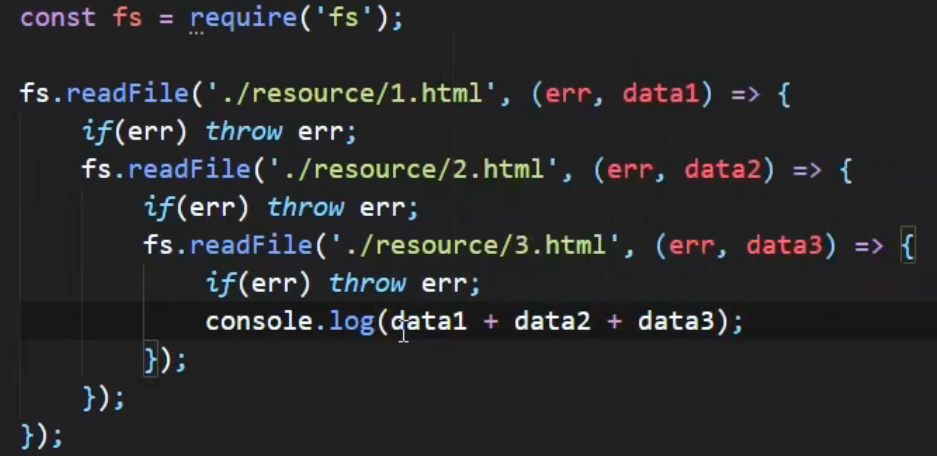 const fs = require('fs');
fs.readFile('./resource/1.html', (err, data1) => {
if(err) throw err;
fs.readFile('./resource/2.html', (err, data2) => {
if(err) throw err;
fs.readFile('./resource/3.html', (err, data3) => {
if(err) throw err;
console.log(data1 + data2 + data3);
});
});
});